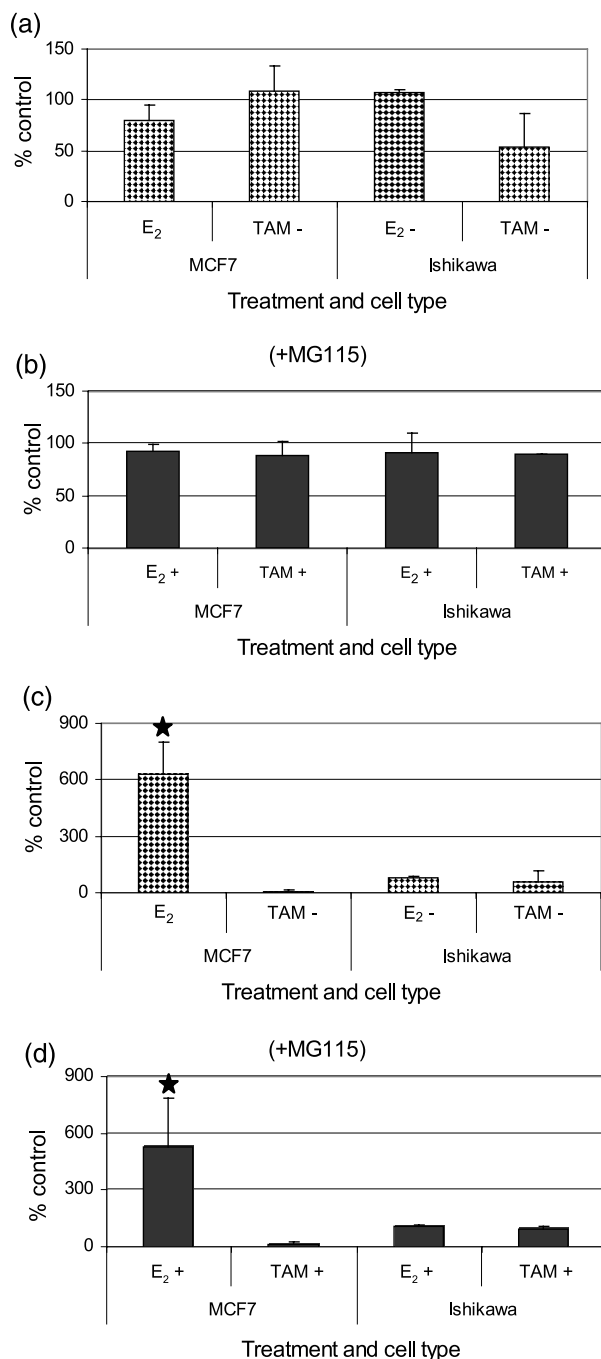 (a)
150
100
50
0
% control
E₂ TAM - E₂ - TAM -
MCF7 Ishikawa
Treatment and cell type
(b) (+MG115)
150
100
50
0
% control
E₂ + TAM + E₂ + TAM +
MCF7 Ishikawa
Treatment and cell type
(c)
900
600
300
0
% control
E₂ TAM - E₂ - TAM -
MCF7 Ishikawa
Treatment and cell type
(d) (+MG115)
900
600
300
0
% control
E₂ + TAM + E₂ + TAM +
MCF7 Ishikawa
Treatment and cell type